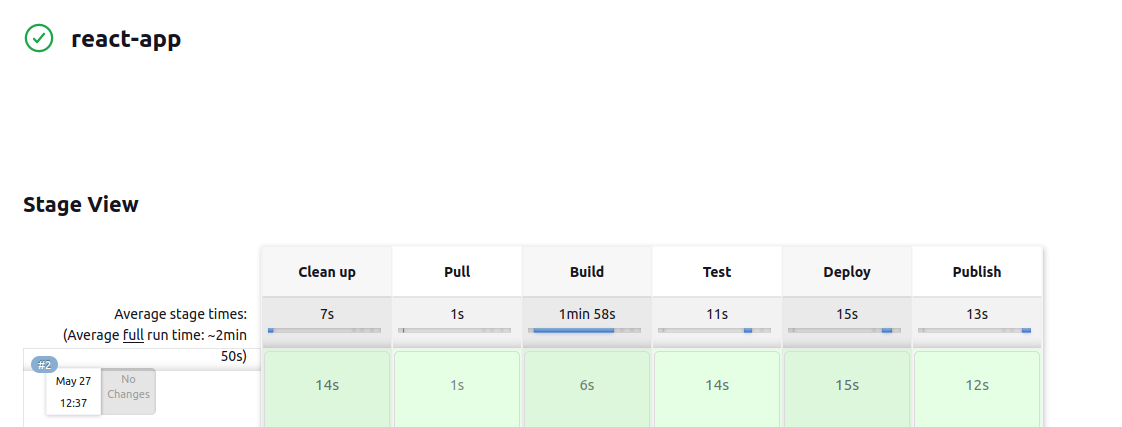 react-app
Stage View
Clean up Pull Build Test Deploy Publish
Average stage times: 7s 1s 1min 58s 11s 15s 13s
(Average full run time: ~2min
50s)
#2
May 27 No 14s 1s 6s 14s 15s 12s
12:37 Changes